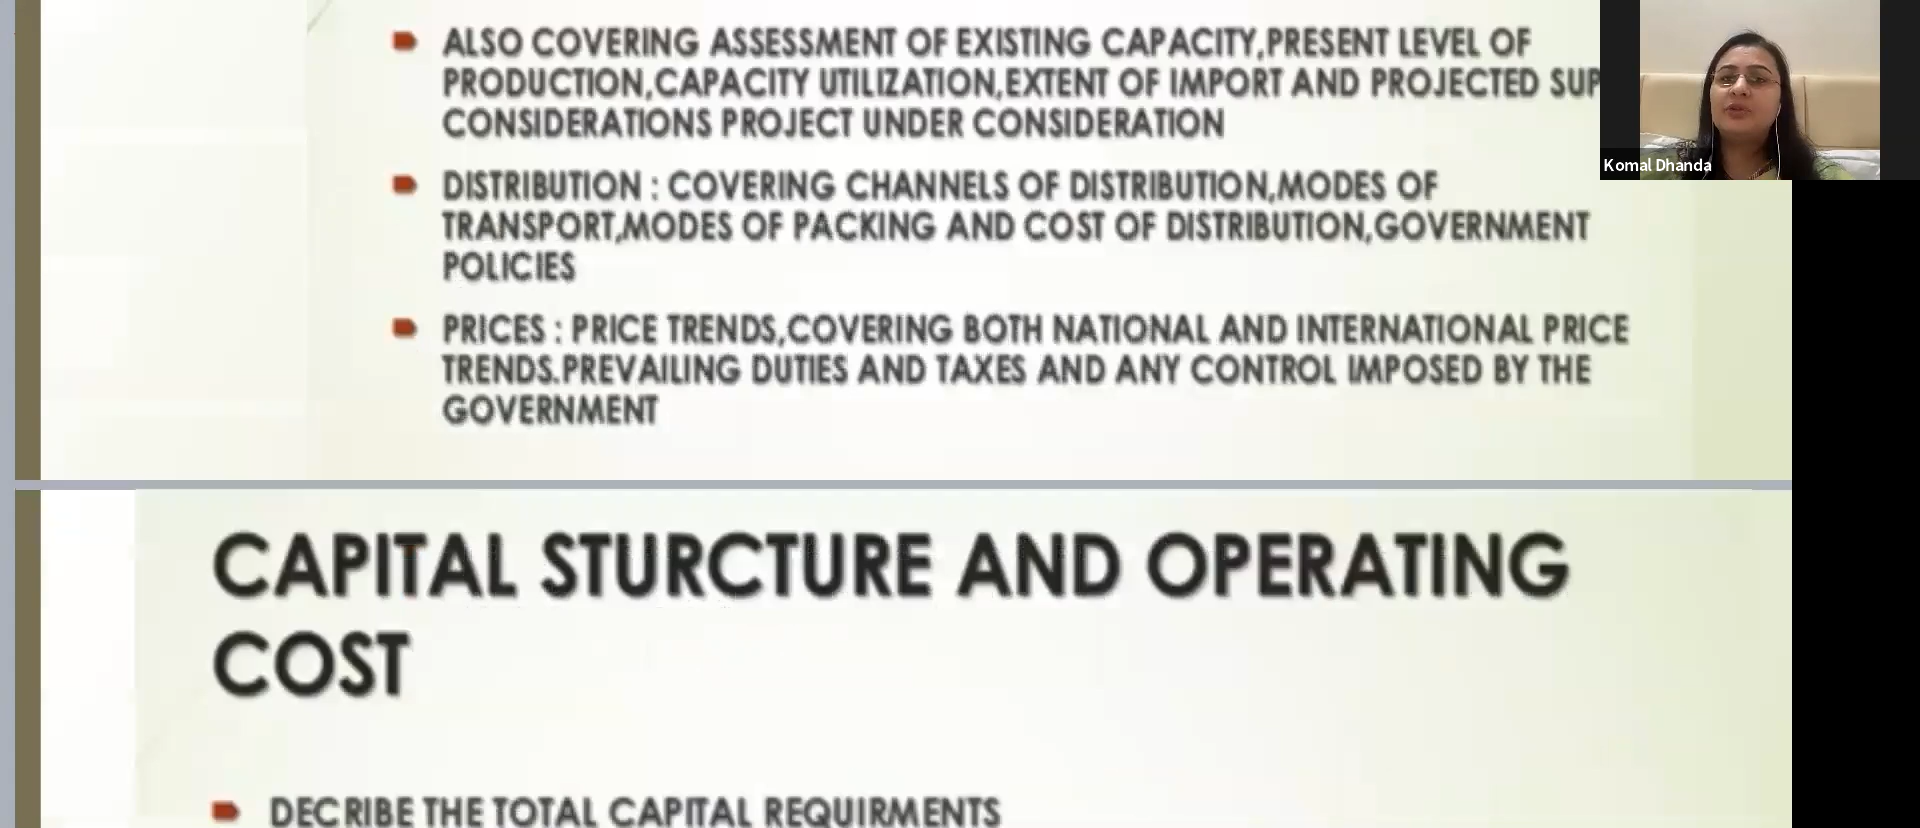 ALSO COVERING ASSESSMENT OF EXISTING CAPACITY,PRESENT LEVEL OF
PRODUCTION,CAPACITY UTILIZATION,EXTENT OF IMPORT AND PROJECTED
CONSIDERATIONS PROJECT UNDER CONSIDERATION
DISTRIBUTION : COVERING CHANNELS OF DISTRIBUTION,MODES OF
TRANSPORT,MODES OF PACKING AND COST OF DISTRIBUTION,GOVERNMENT
POLICIES
PRICES : PRICE TRENDS,COVERING BOTH NATIONAL AND INTERNATIONAL PRICE
TRENDS.PREVAILING DUTIES AND TAXES AND ANY CONTROL IMPOSED BY THE
GOVERNMENT
Komal Dhanda
CAPITAL STURCTURE AND OPERATING
COST
DECRIBE THE TOTAL CAPITAL REQUIRMENTS